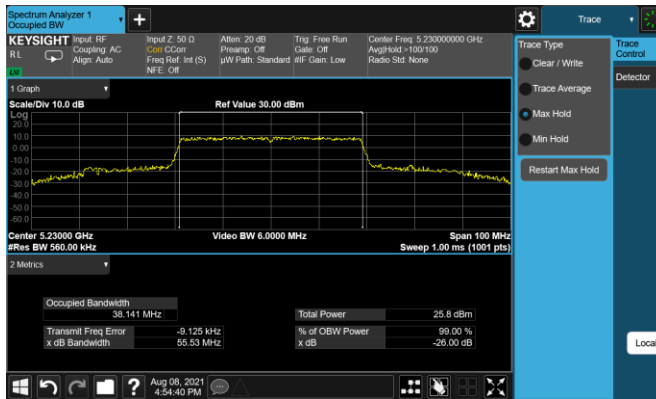 Spectrum Analyzer 1
Occupied BW
Trace
KEYSIGHT
RL
Input: RF
Coupling: AC
Align: Auto
Input Z: 50 Ω
Corr CCorr
Freq Ref: Int (S)
NFE: Off
Atten: 20 dB
Preamp: Off
µW Path: Standard
Trig: Free Run
Gate: Off
#IF Gain: Low
Center Freq: 5.230000000 GHz
Avg|Hold:>100/100
Radio Std: None
1 Graph
Scale/Div 10.0 dB
Ref Value 30.00 dBm
Log
20.0
10.0
0.00
-10.0
-20.0
-30.0
-40.0
-50.0
-60.0
Center 5.23000 GHz
#Res BW 560.00 kHz
Video BW 6.0000 MHz
Span 100 MHz
Sweep 1.00 ms (1001 pts)
2 Metrics
Occupied Bandwidth
38.141 MHz
Total Power 25.8 dBm
Transmit Freq Error -9.125 kHz
% of OBW Power 99.00 %
x dB Bandwidth 55.53 MHz
x dB -26.00 dB
Aug 08, 2021
4:54:40 PM
Trace Type
Clear / Write
Trace Average
Max Hold
Min Hold
Restart Max Hold
Trace
Control
Detector
Local